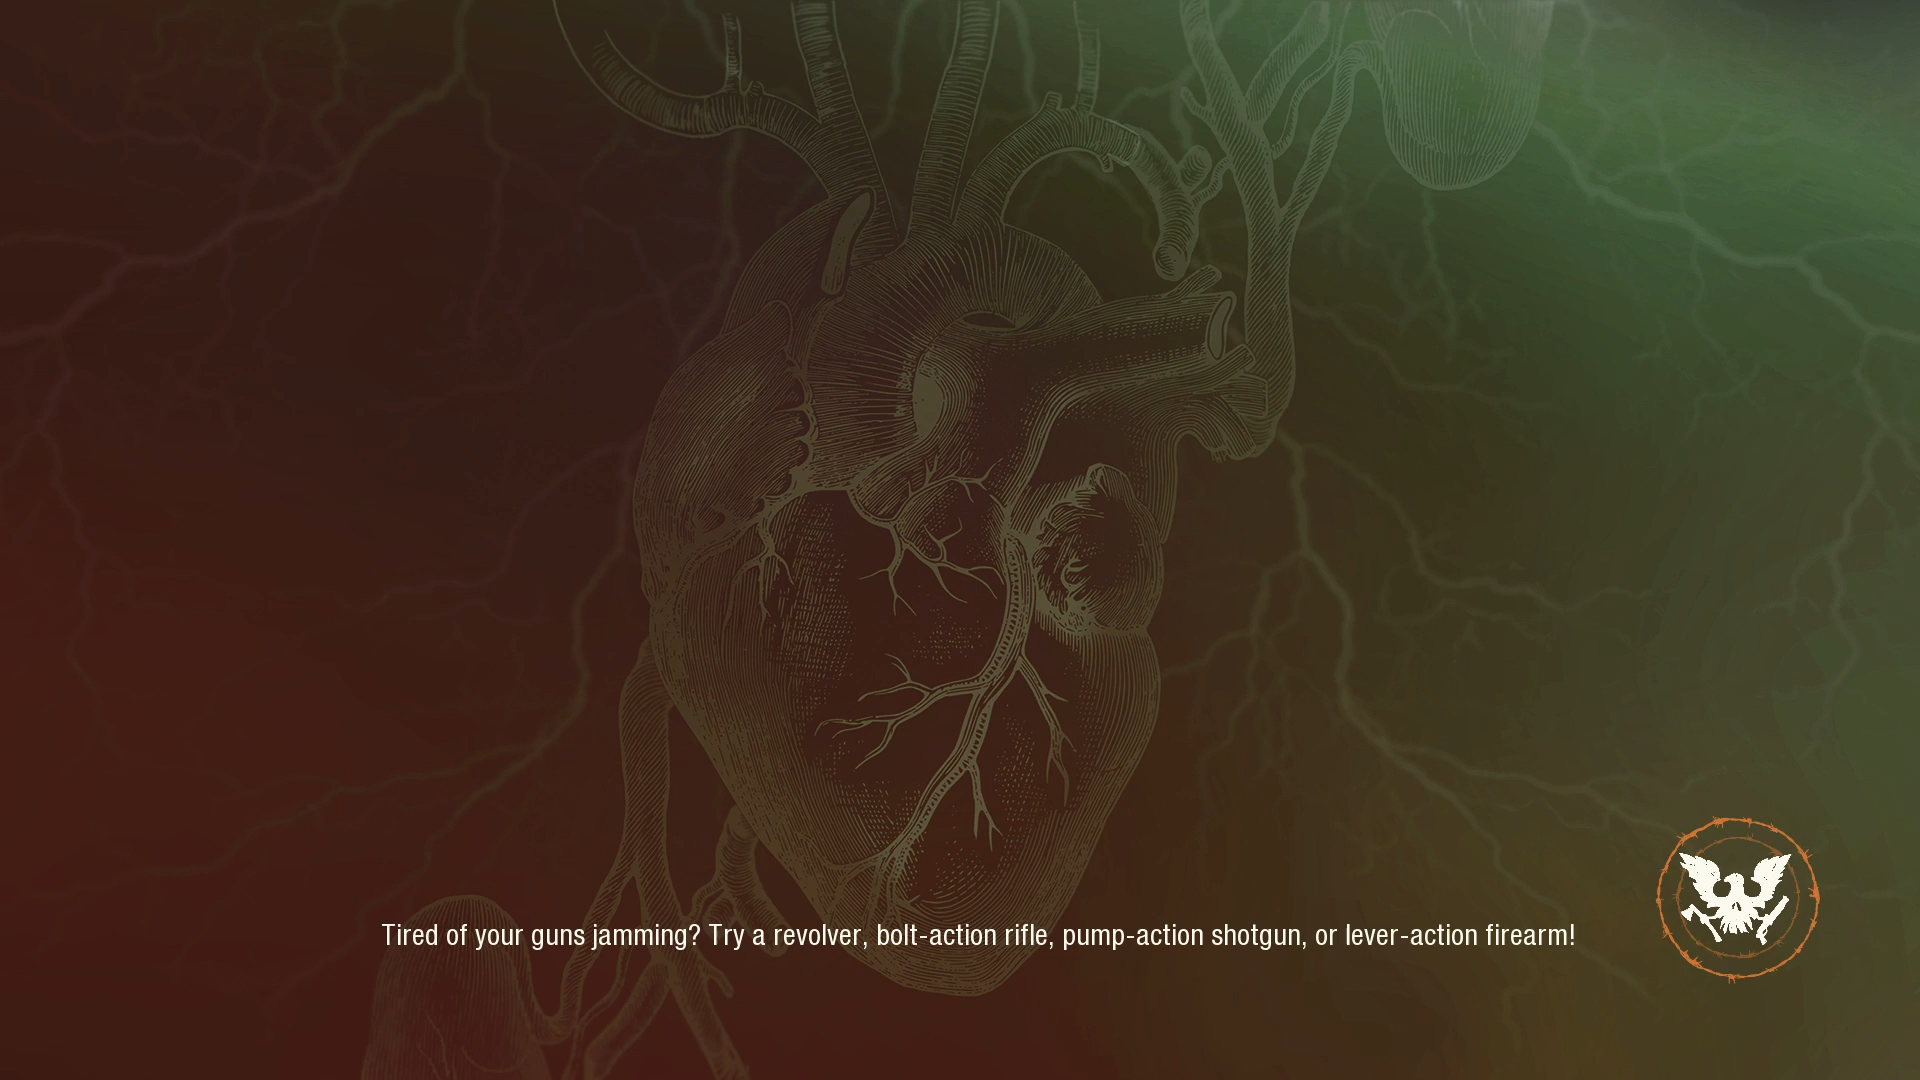 Tired of your guns jamming? Try a revolver, bolt-action rifle, pump-action shotgun, or lever-action firearm!